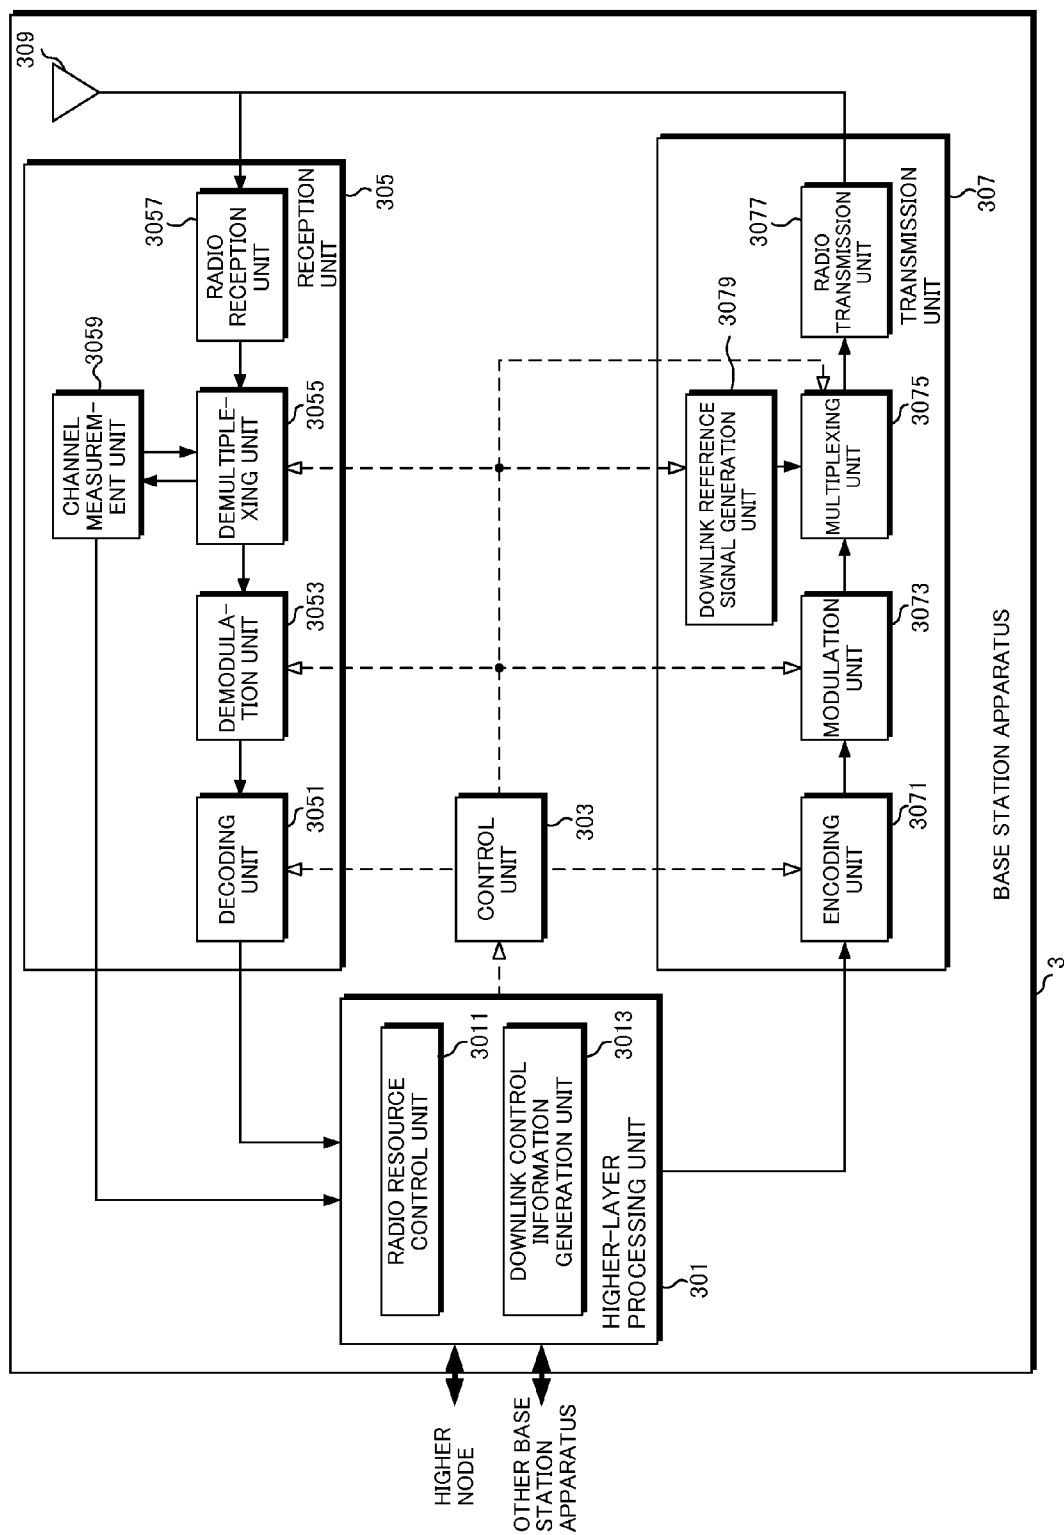 309
3057
RADIO
RECEPTION
UNIT
RECEPTION
UNIT
305
3059
CHANNEL
MEASUREM-
ENT UNIT
3055
DEMULTIPLE-
XING UNIT
3053
DEMODULA-
TION UNIT
3051
DECODING
UNIT
303
CONTROL
UNIT
3077
RADIO
TRANSMISSION
UNIT
TRANSMISSION
UNIT
307
3079
DOWNLINK REFERENCE
SIGNAL GENERATION
UNIT
3075
MULTIPLEXING
UNIT
3073
MODULATION
UNIT
3071
ENCODING
UNIT
3011
RADIO RESOURCE
CONTROL UNIT
3013
DOWNLINK CONTROL
INFORMATION
GENERATION UNIT
HIGHER-LAYER
PROCESSING UNIT
301
HIGHER
NODE
OTHER BASE
STATION
APPARATUS
BASE STATION APPARATUS
3